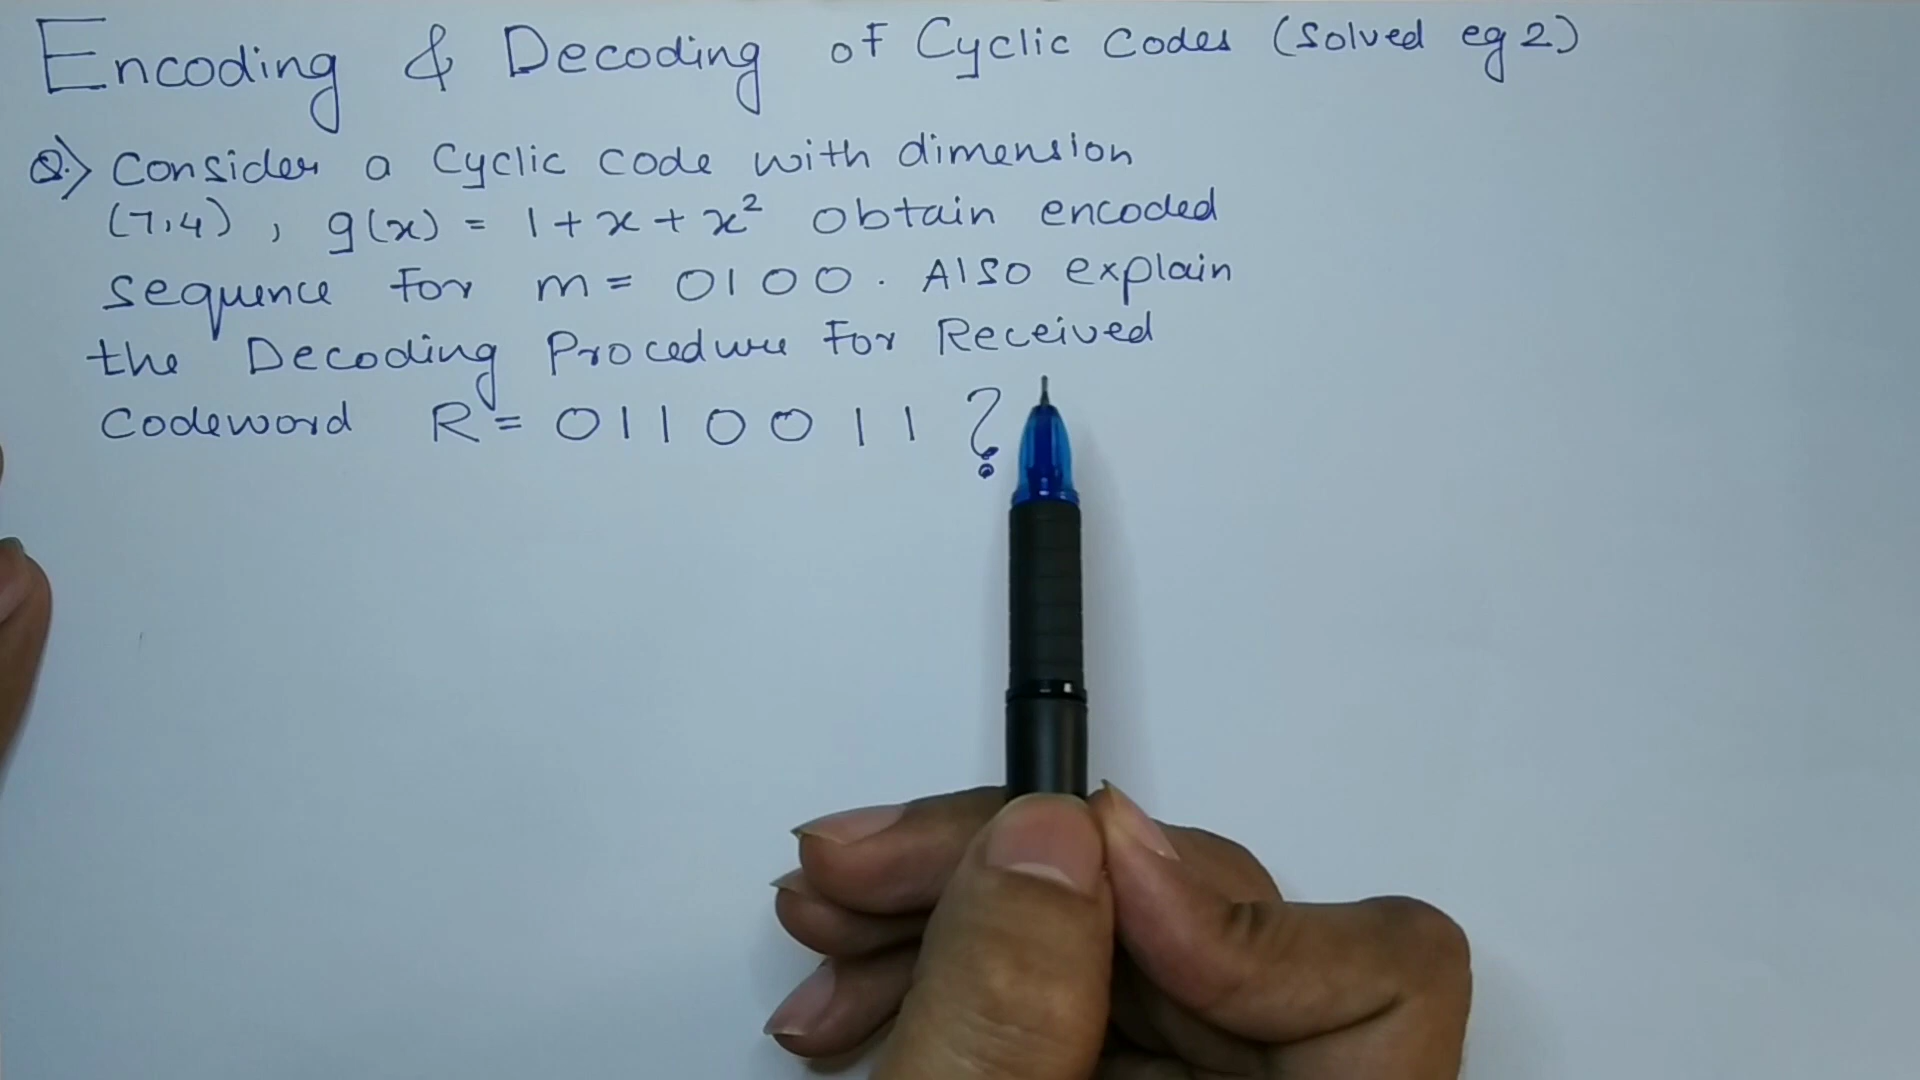 Encoding & Decoding of Cyclic Codes (Solved eg 2)
Q.) Consider a Cyclic code with dimension
(7,4), g(x) = 1 + x + x² obtain encoded
sequence for m = 0100. Also explain
the Decoding Procedure For Received
Codeword R = 0110011 ?